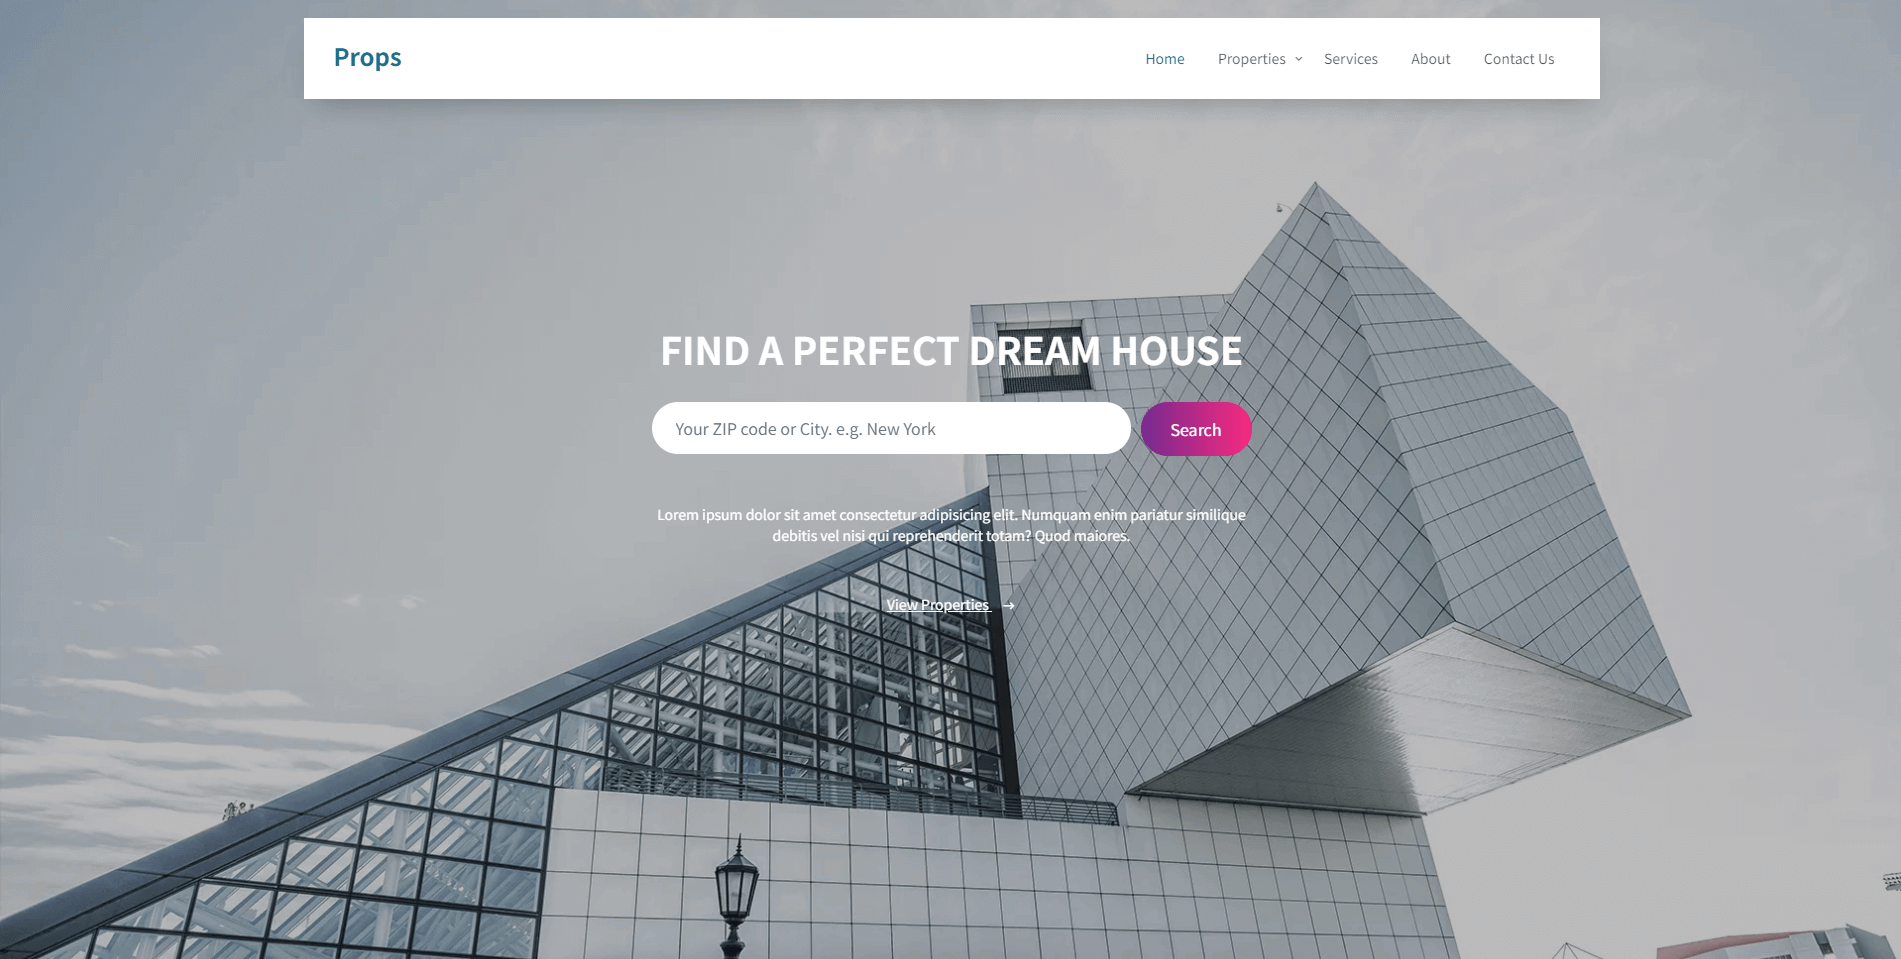 Props
Home Properties Services About Contact Us
FIND A PERFECT DREAM HOUSE
Your ZIP code or City. e.g. New York
Search
Lorem ipsum dolor sit amet consectetur adipisicing elit. Numquam enim pariatur similique
debitis vel nisi qui reprehenderit totam? Quod maiores.
View Properties →